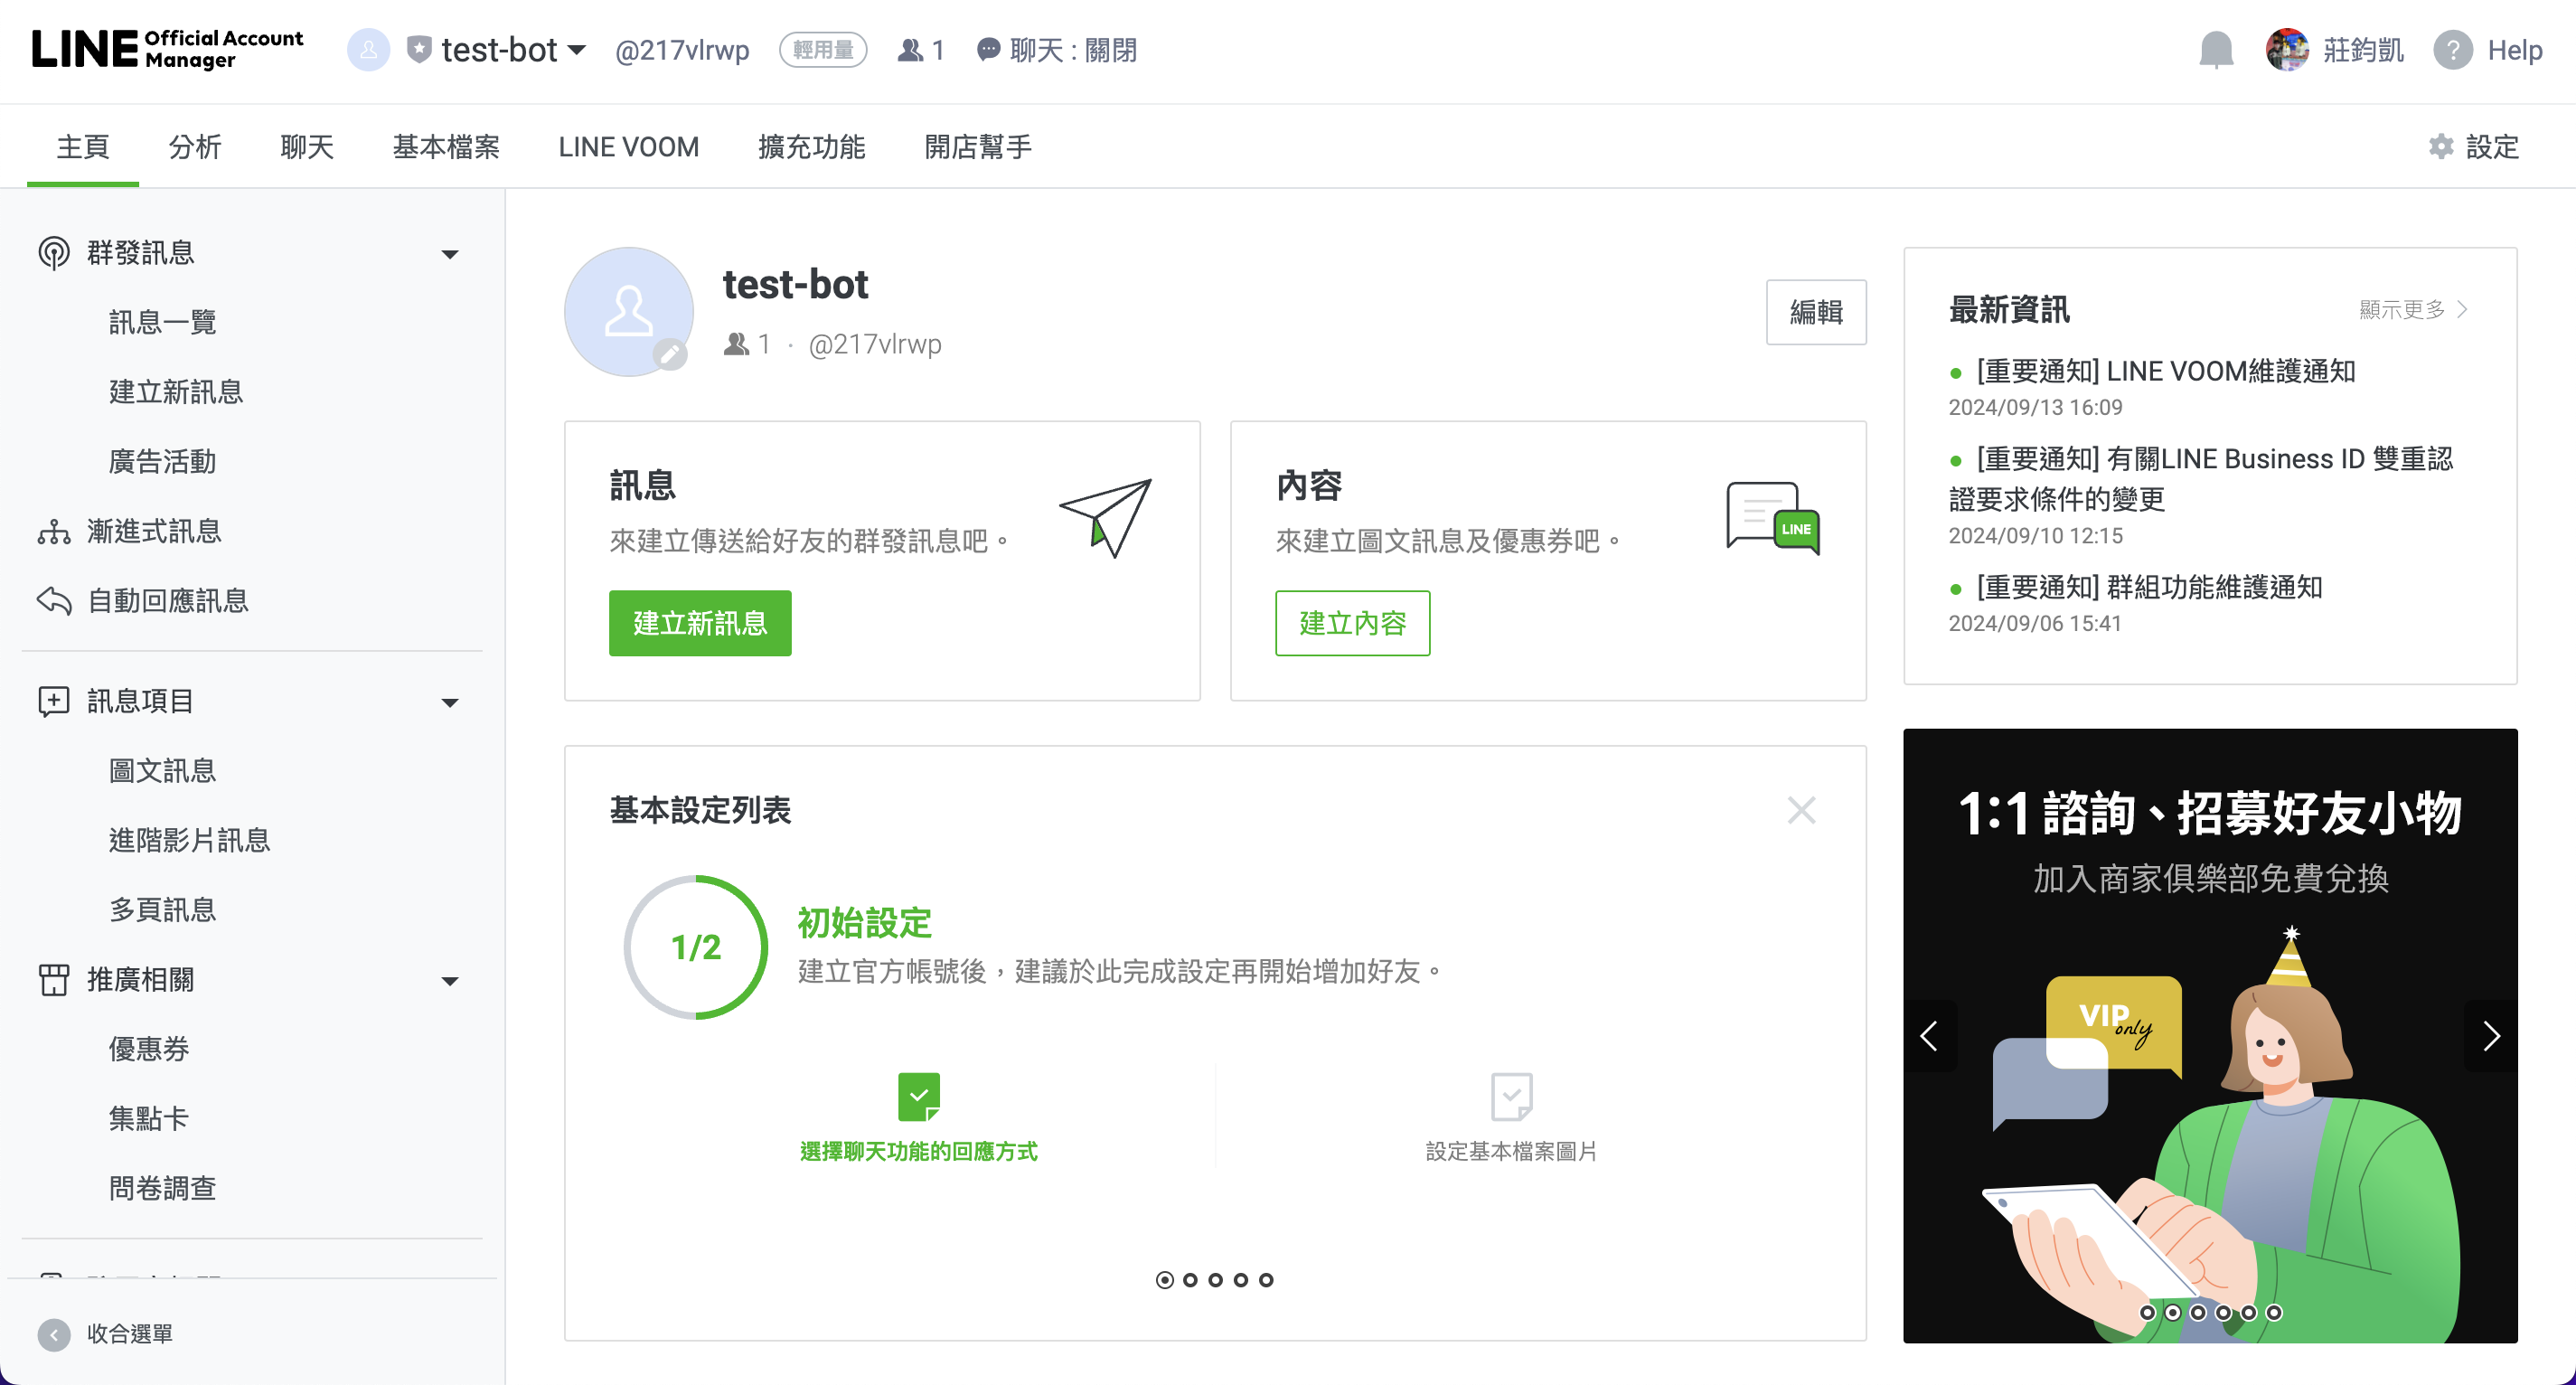 LINE Official Account Manager
test-bot
@217vlrwp
輕用量
1
聊天 : 關閉
莊鈞凱
? Help
主頁
分析
聊天
基本檔案
LINE VOOM
擴充功能
開店幫手
設定
群發訊息
訊息一覽
建立新訊息
廣告活動
漸進式訊息
自動回應訊息
訊息項目
圖文訊息
進階影片訊息
多頁訊息
推廣相關
優惠券
集點卡
問卷調查
收合選單
test-bot
1 · @217vlrwp
編輯
訊息
來建立傳送給好友的群發訊息吧。
建立新訊息
內容
來建立圖文訊息及優惠券吧。
LINE
建立內容
基本設定列表
1/2
初始設定
建立官方帳號後，建議於此完成設定再開始增加好友。
選擇聊天功能的回應方式
設定基本檔案圖片
最新資訊
顯示更多
[重要通知] LINE VOOM維護通知
2024/09/13 16:09
[重要通知] 有關LINE Business ID 雙重認
證要求條件的變更
2024/09/10 12:15
[重要通知] 群組功能維護通知
2024/09/06 15:41
1:1 諮詢、招募好友小物
加入商家俱樂部免費兌換
VIP
only